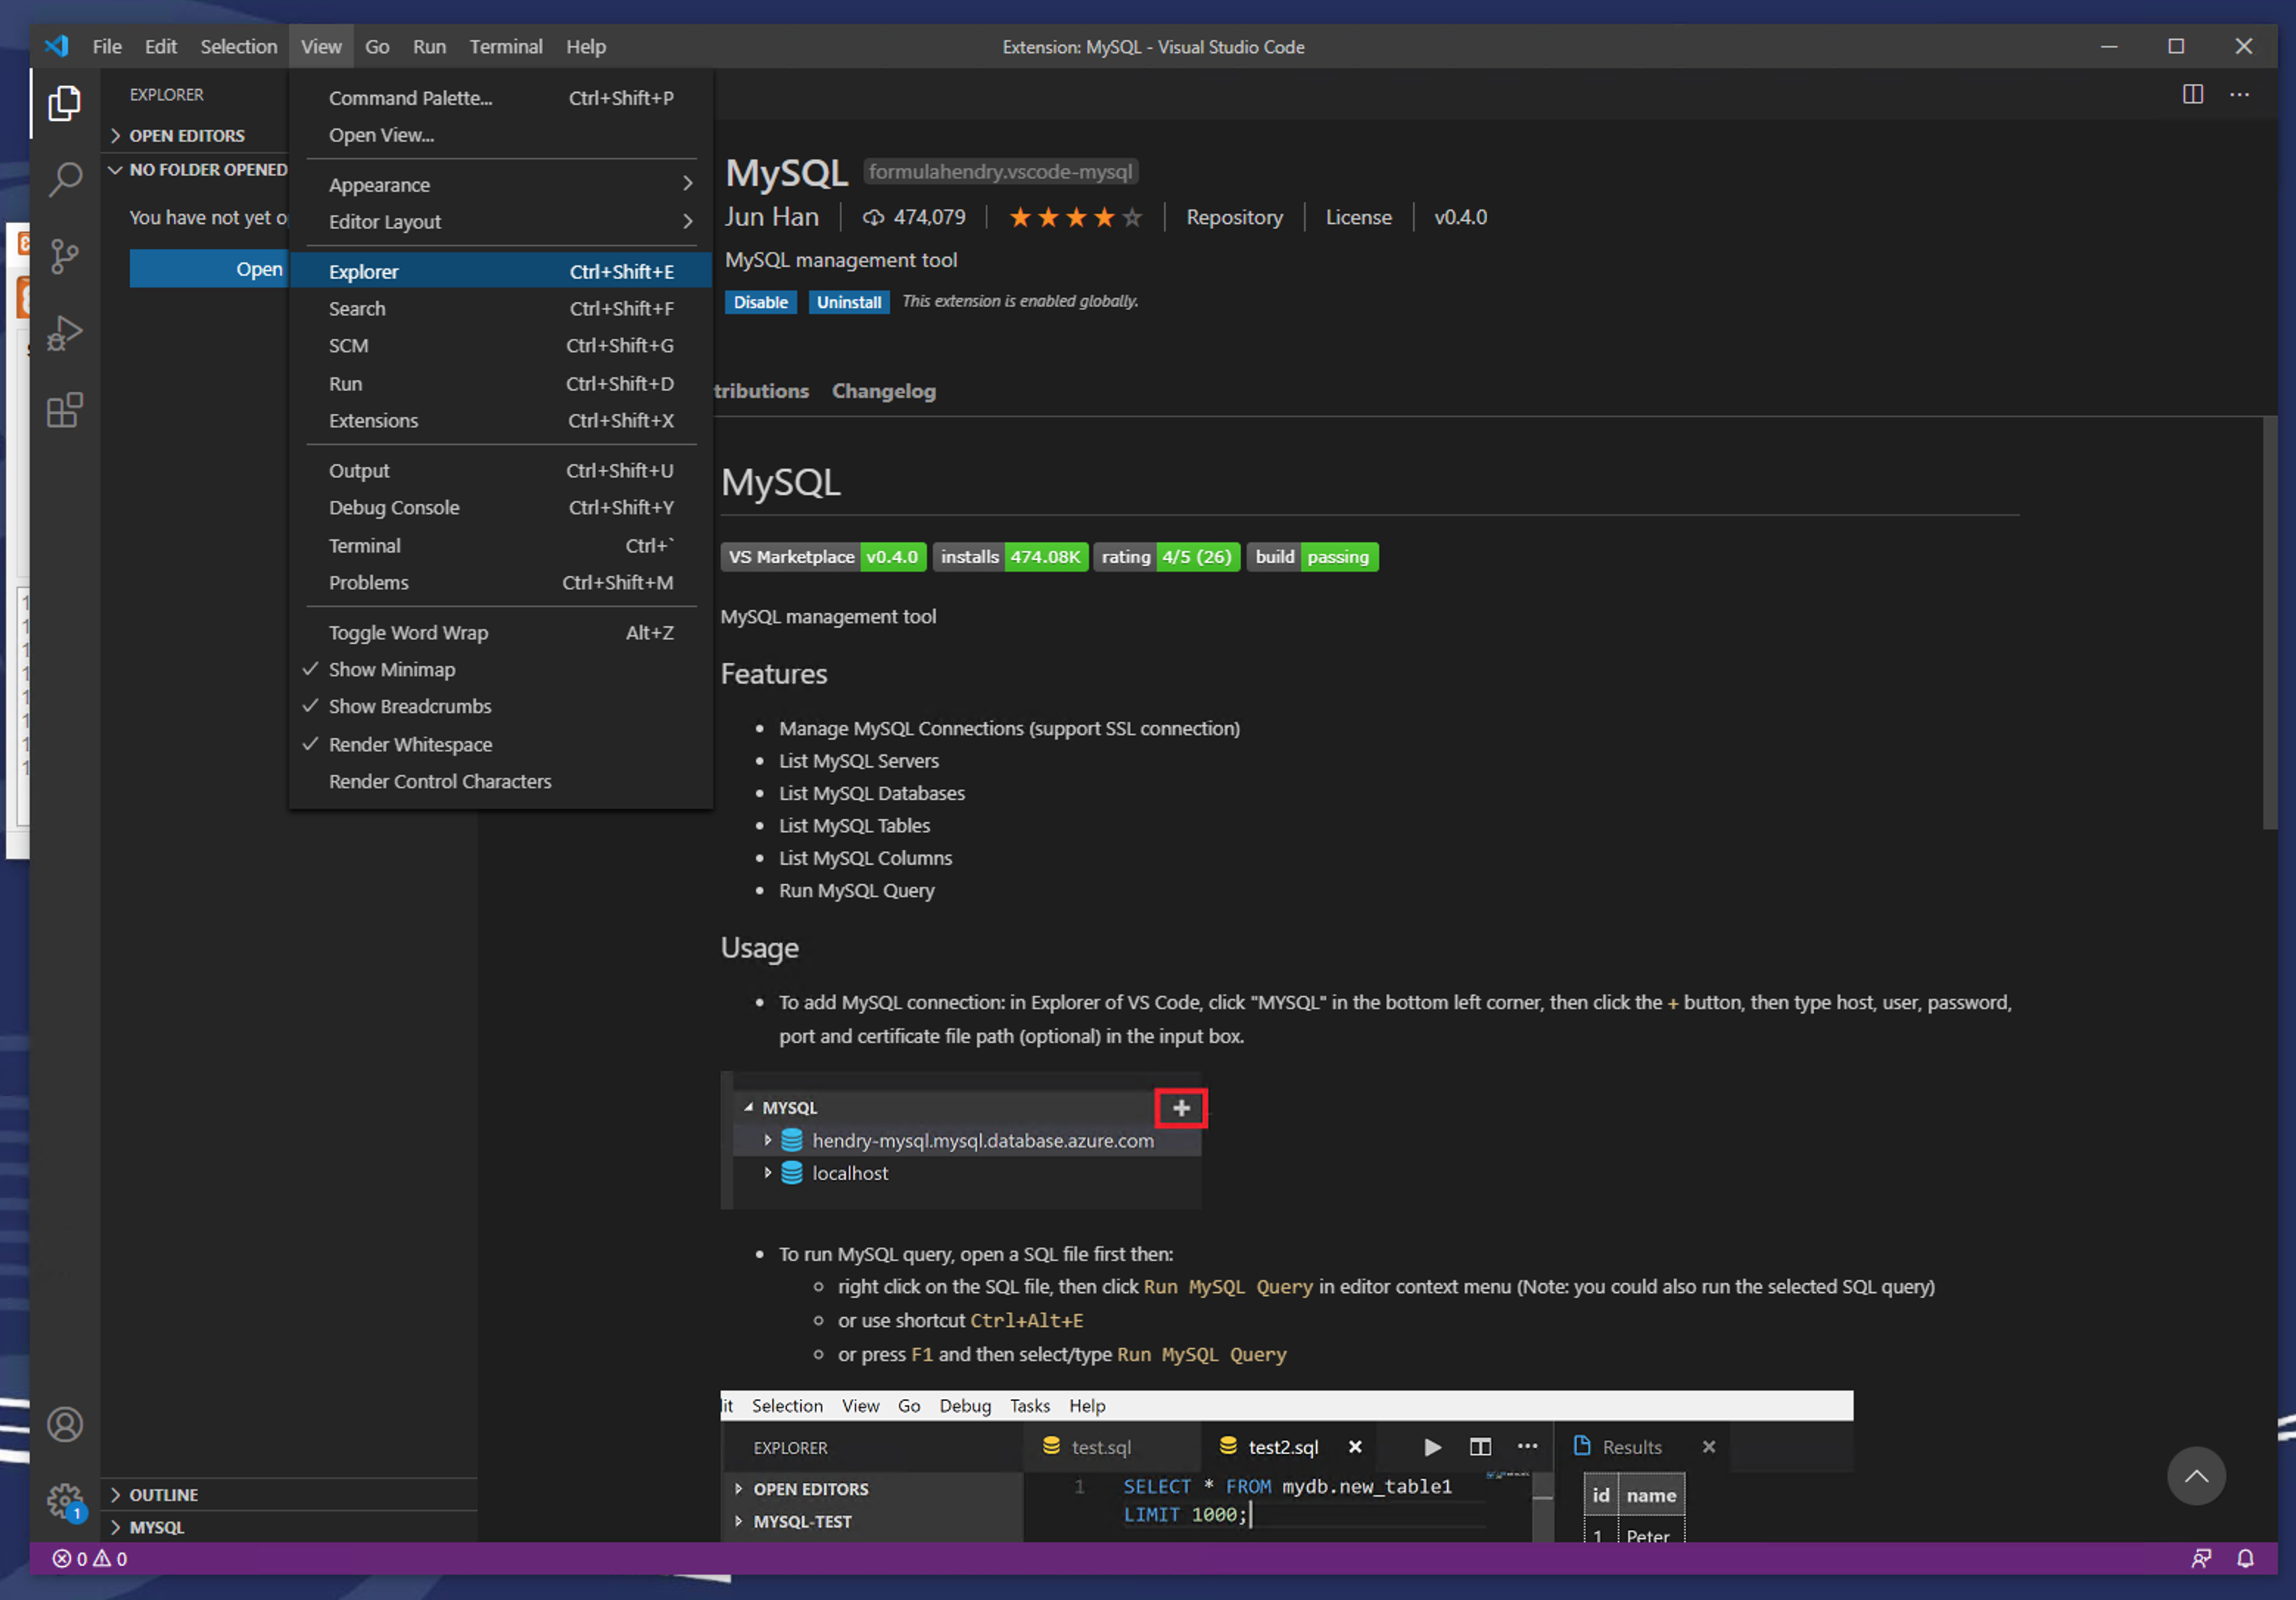 File Edit Selection View Go Run Terminal Help
Extension: MySQL - Visual Studio Code
EXPLORER
OPEN EDITORS
NO FOLDER OPENED
You have not yet o
Open
Command Palette... Ctrl+Shift+P
Open View...
Appearance
Editor Layout
Explorer Ctrl+Shift+E
Search Ctrl+Shift+F
SCM Ctrl+Shift+G
Run Ctrl+Shift+D
Extensions Ctrl+Shift+X
Output Ctrl+Shift+U
Debug Console Ctrl+Shift+Y
Terminal Ctrl+`
Problems Ctrl+Shift+M
Toggle Word Wrap Alt+Z
Show Minimap
Show Breadcrumbs
Render Whitespace
Render Control Characters
OUTLINE
MYSQL
MySQL formulahendry.vscode-mysql
Jun Han 474,079 Repository License v0.4.0
MySQL management tool
Disable Uninstall This extension is enabled globally.
tributions Changelog
MySQL
VS Marketplace v0.4.0 installs 474.08K rating 4/5 (26) build passing
MySQL management tool
Features
• Manage MySQL Connections (support SSL connection)
• List MySQL Servers
• List MySQL Databases
• List MySQL Tables
• List MySQL Columns
• Run MySQL Query
Usage
• To add MySQL connection: in Explorer of VS Code, click "MYSQL" in the bottom left corner, then click the + button, then type host, user, password,
port and certificate file path (optional) in the input box.
MYSQL
hendry-mysql.mysql.database.azure.com
localhost
• To run MySQL query, open a SQL file first then:
right click on the SQL file, then click Run MySQL Query in editor context menu (Note: you could also run the selected SQL query)
or use shortcut Ctrl+Alt+E
or press F1 and then select/type Run MySQL Query
lit Selection View Go Debug Tasks Help
EXPLORER
OPEN EDITORS
MYSQL-TEST
test.sql test2.sql
1 SELECT * FROM mydb.new_table1
LIMIT 1000;
Results
id name
1 Peter
1
0 0